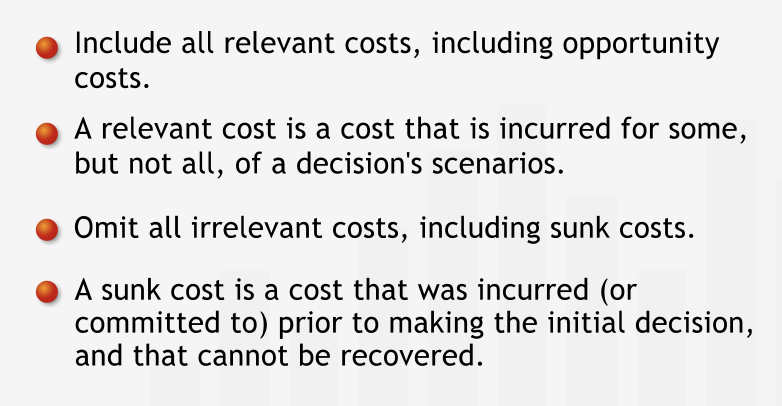 Include all relevant costs, including opportunity
costs.
A relevant cost is a cost that is incurred for some,
but not all, of a decision's scenarios.
Omit all irrelevant costs, including sunk costs.
A sunk cost is a cost that was incurred (or
committed to) prior to making the initial decision,
and that cannot be recovered.